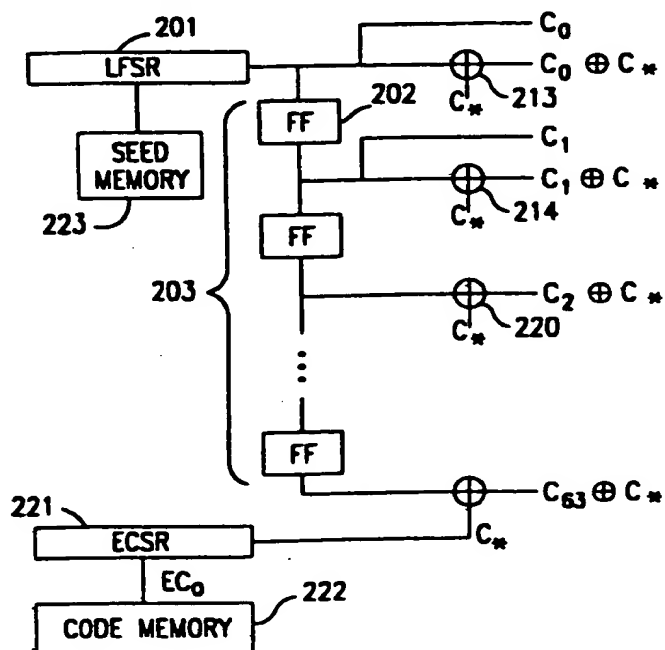 201
LFSR
C₀
C₀ ⊕ C*
C*
213
FF
202
SEED
MEMORY
223
C₁
C₁ ⊕ C*
C*
214
FF
203
C₂ ⊕ C*
C*
220
FF
C₆₃ ⊕ C*
C*
221
ECSR
EC₀
222
CODE MEMORY